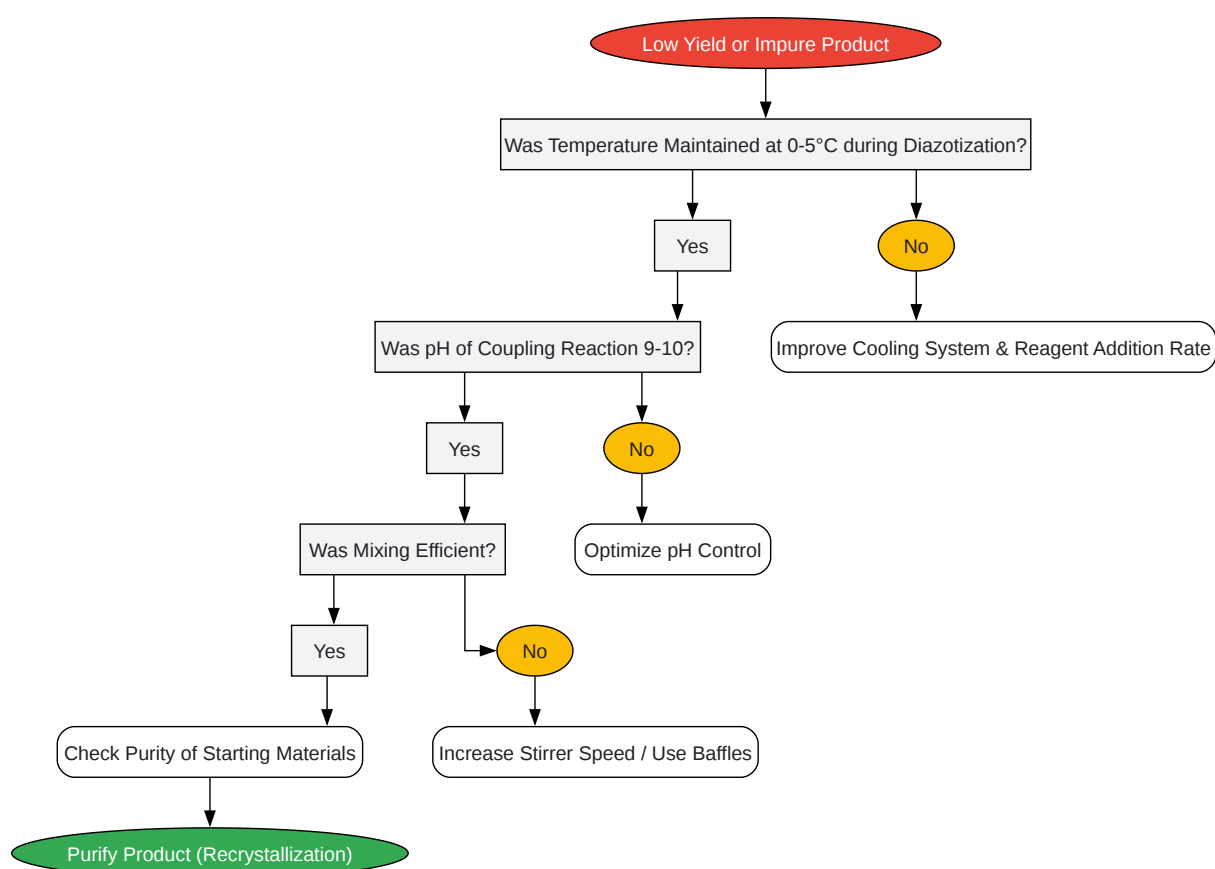 Low Yield or Impure Product
Was Temperature Maintained at 0-5°C during Diazotization?
Yes
No
Was pH of Coupling Reaction 9-10?
Improve Cooling System & Reagent Addition Rate
Yes
No
Was Mixing Efficient?
Optimize pH Control
Yes
No
Check Purity of Starting Materials
Increase Stirrer Speed / Use Baffles
Purify Product (Recrystallization)